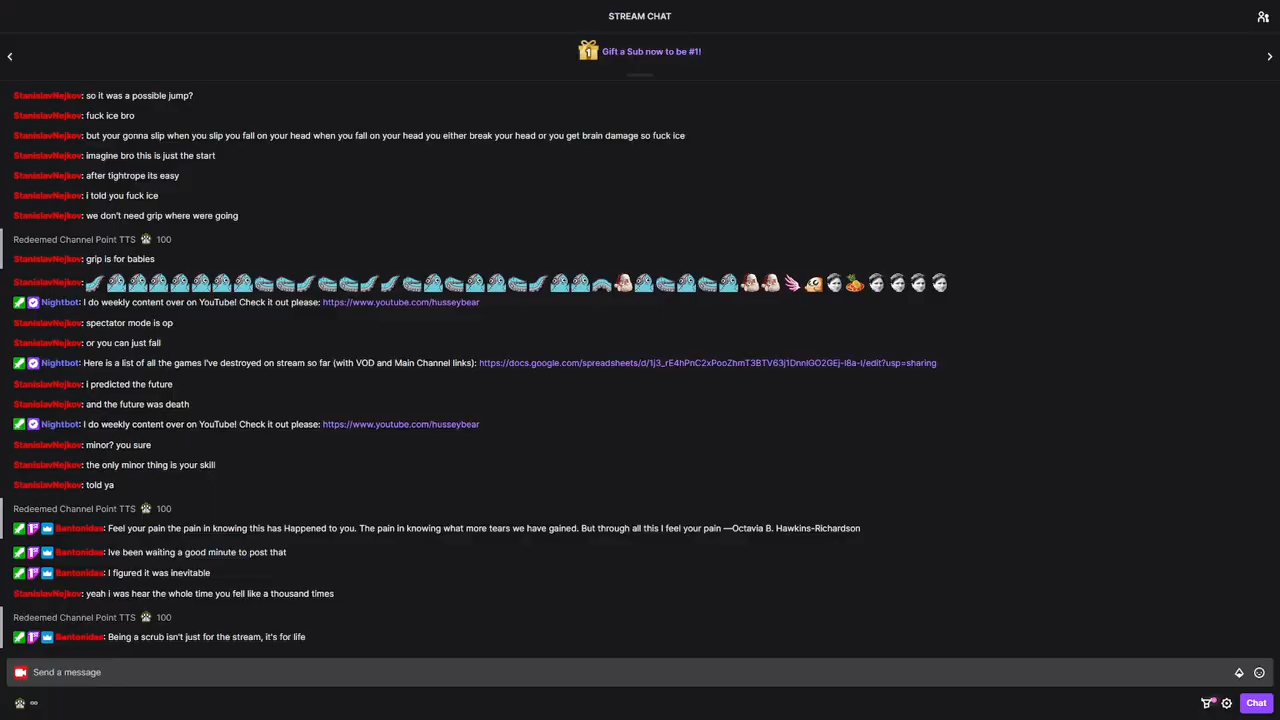 STREAM CHAT
1 Gift a Sub now to be #1!
StanislavNejkov: so it was a possible jump?
StanislavNejkov: fuck ice bro
StanislavNejkov: but your gonna slip when you slip you fall on your head when you fall on your head you either break your head or you get brain damage so fuck ice
StanislavNejkov: imagine bro this is just the start
StanislavNejkov: after tightrope its easy
StanislavNejkov: i told you fuck ice
StanislavNejkov: we don't need grip where were going
Redeemed Channel Point TTS 100
StanislavNejkov: grip is for babies
StanislavNejkov:
Nightbot: I do weekly content over on YouTube! Check it out please: https://www.youtube.com/husseybear
StanislavNejkov: spectator mode is op
StanislavNejkov: or you can just fall
Nightbot: Here is a list of all the games I've destroyed on stream so far (with VOD and Main Channel links): https://docs.google.com/spreadsheets/d/1j3_rE4hPnC2xPooZhmT3BTV63j1DnnlGO2GEj-I8a-I/edit?usp=sharing
StanislavNejkov: i predicted the future
StanislavNejkov: and the future was death
Nightbot: I do weekly content over on YouTube! Check it out please: https://www.youtube.com/husseybear
StanislavNejkov: minor? you sure
StanislavNejkov: the only minor thing is your skill
StanislavNejkov: told ya
Redeemed Channel Point TTS 100
Bantonidas: Feel your pain the pain in knowing this has Happened to you. The pain in knowing what more tears we have gained. But through all this I feel your pain —Octavia B. Hawkins-Richardson
Bantonidas: Ive been waiting a good minute to post that
Bantonidas: I figured it was inevitable
StanislavNejkov: yeah i was hear the whole time you fell like a thousand times
Redeemed Channel Point TTS 100
Bantonidas: Being a scrub isn't just for the stream, it's for life
Send a message
∞
Chat